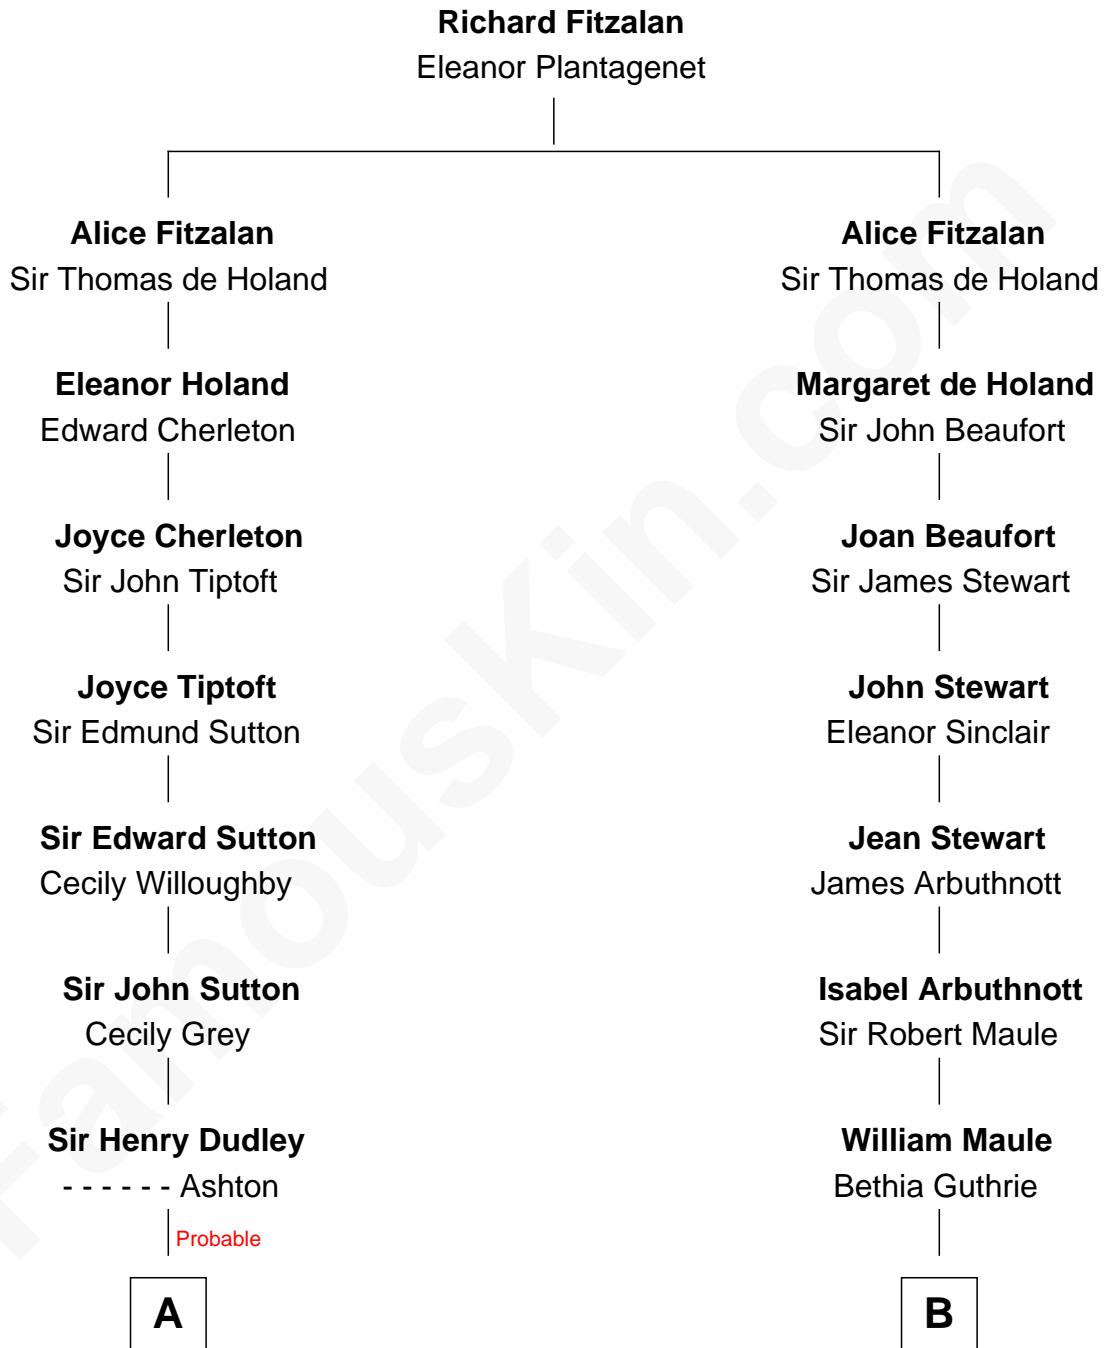 Richard Fitzalan
Eleanor Plantagenet
Alice Fitzalan
Sir Thomas de Holand
Alice Fitzalan
Sir Thomas de Holand
Eleanor Holand
Edward Cherleton
Margaret de Holand
Sir John Beaufort
Joyce Cherleton
Sir John Tiptoft
Joan Beaufort
Sir James Stewart
Joyce Tiptoft
Sir Edmund Sutton
John Stewart
Eleanor Sinclair
Sir Edward Sutton
Cecily Willoughby
Jean Stewart
James Arbuthnott
Sir John Sutton
Cecily Grey
Isabel Arbuthnott
Sir Robert Maule
Sir Henry Dudley
- - - - - - Ashton
William Maule
Bethia Guthrie
Probable
A
B
FamousKin.com